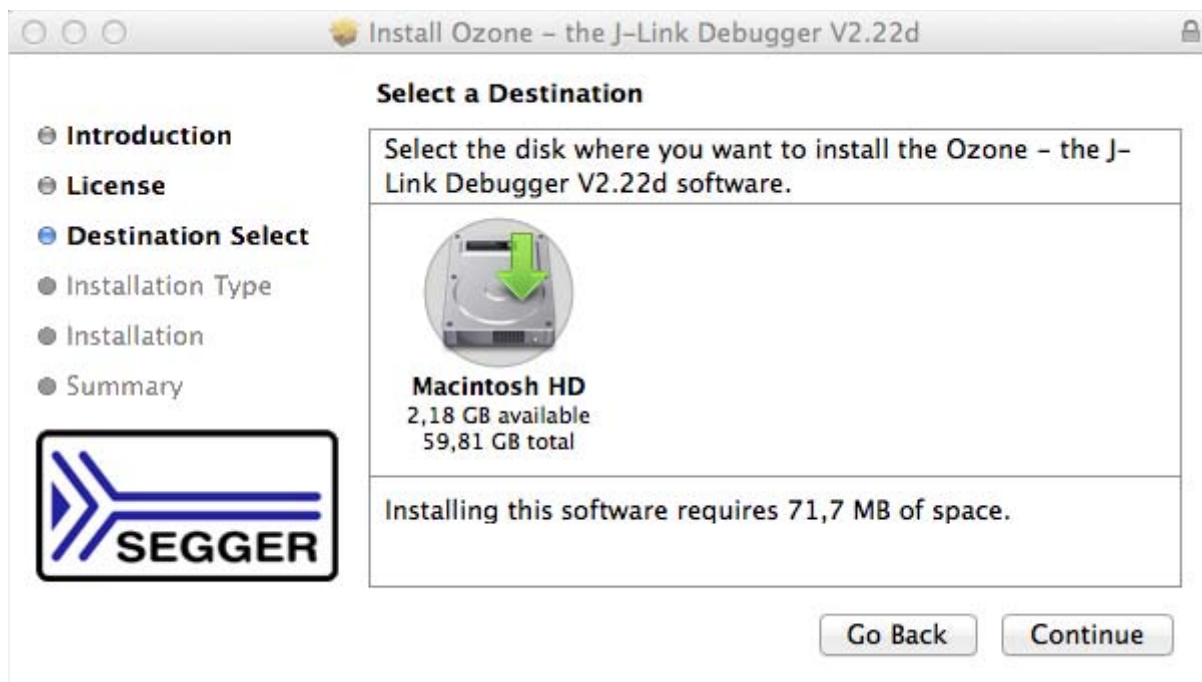 Install Ozone – the J-Link Debugger V2.22d
Select a Destination
Introduction
License
Destination Select
Installation Type
Installation
Summary
SEGGER
Select the disk where you want to install the Ozone – the J-
Link Debugger V2.22d software.
Macintosh HD
2,18 GB available
59,81 GB total
Installing this software requires 71,7 MB of space.
Go Back
Continue